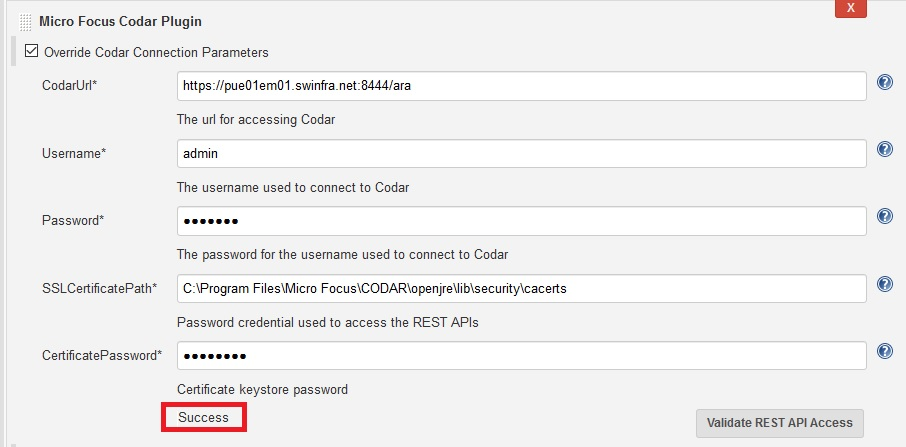 Micro Focus Codar Plugin
X
Override Codar Connection Parameters
CodarUrl*
https://pue01em01.swinfra.net:8444/ara
?
The url for accessing Codar
Username*
admin
?
The username used to connect to Codar
Password*
●●●●●●●
?
The password for the username used to connect to Codar
SSLCertificatePath*
C:\Program Files\Micro Focus\CODAR\openjre\lib\security\cacerts
?
Password credential used to access the REST APIs
CertificatePassword*
●●●●●●●●
?
Certificate keystore password
Success
Validate REST API Access